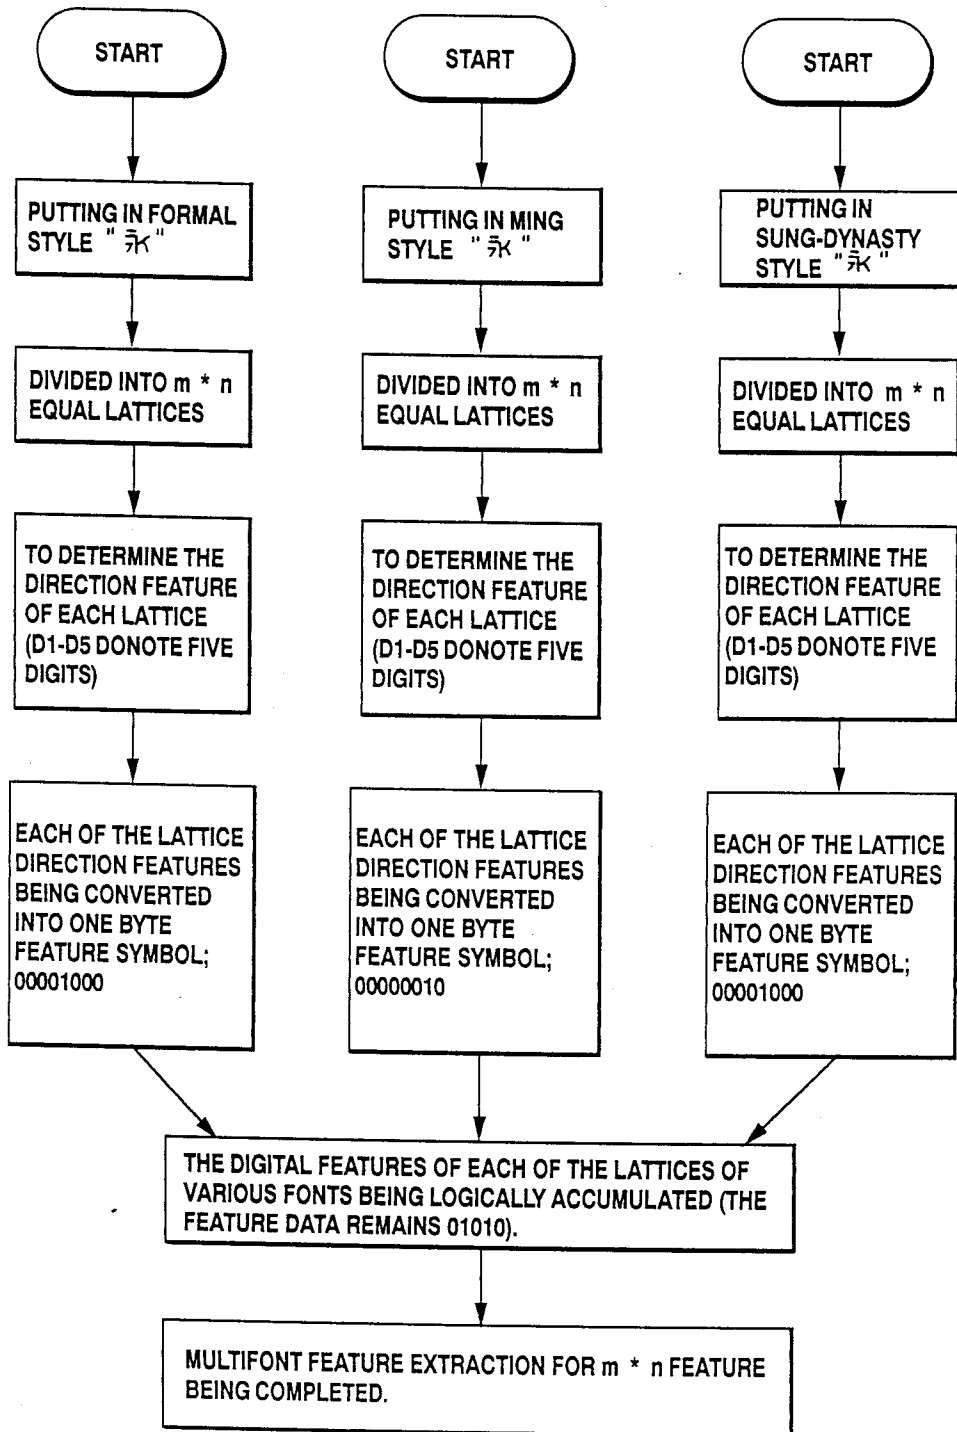 START
PUTTING IN FORMAL
STYLE " 永 "
DIVIDED INTO m * n
EQUAL LATTICES
TO DETERMINE THE
DIRECTION FEATURE
OF EACH LATTICE
(D1-D5 DONOTE FIVE
DIGITS)
EACH OF THE LATTICE
DIRECTION FEATURES
BEING CONVERTED
INTO ONE BYTE
FEATURE SYMBOL;
00001000
START
PUTTING IN MING
STYLE " 永 "
DIVIDED INTO m * n
EQUAL LATTICES
TO DETERMINE THE
DIRECTION FEATURE
OF EACH LATTICE
(D1-D5 DONOTE FIVE
DIGITS)
EACH OF THE LATTICE
DIRECTION FEATURES
BEING CONVERTED
INTO ONE BYTE
FEATURE SYMBOL;
00000010
START
PUTTING IN
SUNG-DYNASTY
STYLE " 永 "
DIVIDED INTO m * n
EQUAL LATTICES
TO DETERMINE THE
DIRECTION FEATURE
OF EACH LATTICE
(D1-D5 DONOTE FIVE
DIGITS)
EACH OF THE LATTICE
DIRECTION FEATURES
BEING CONVERTED
INTO ONE BYTE
FEATURE SYMBOL;
00001000
THE DIGITAL FEATURES OF EACH OF THE LATTICES OF
VARIOUS FONTS BEING LOGICALLY ACCUMULATED (THE
FEATURE DATA REMAINS 01010).
MULTIFONT FEATURE EXTRACTION FOR m * n FEATURE
BEING COMPLETED.